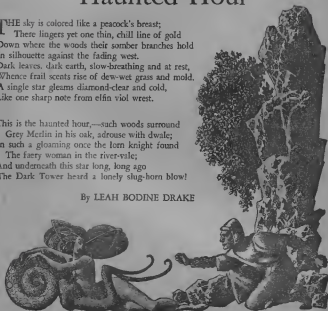 Haunted Hour
THE sky is colored like a peacock's breast;
There lingers yet one thin, chill line of gold
Down where the woods their somber branches hold
In silhouette against the fading west.
Dark leaves, dark earth, slow-breathing and at rest,
Whence frail scents rise of dew-wet grass and mold.
A single star gleams diamond-clear and cold,
Like one sharp note from elfin viol wrest.
This is the haunted hour,—such woods surround
Grey Merlin in his oak, adrouse with dwale;
In such a gloaming once the lorn knight found
The faery woman in the river-vale;
And underneath this star long, long ago
The Dark Tower heard a lonely slug-horn blow!
By LEAH BODINE DRAKE